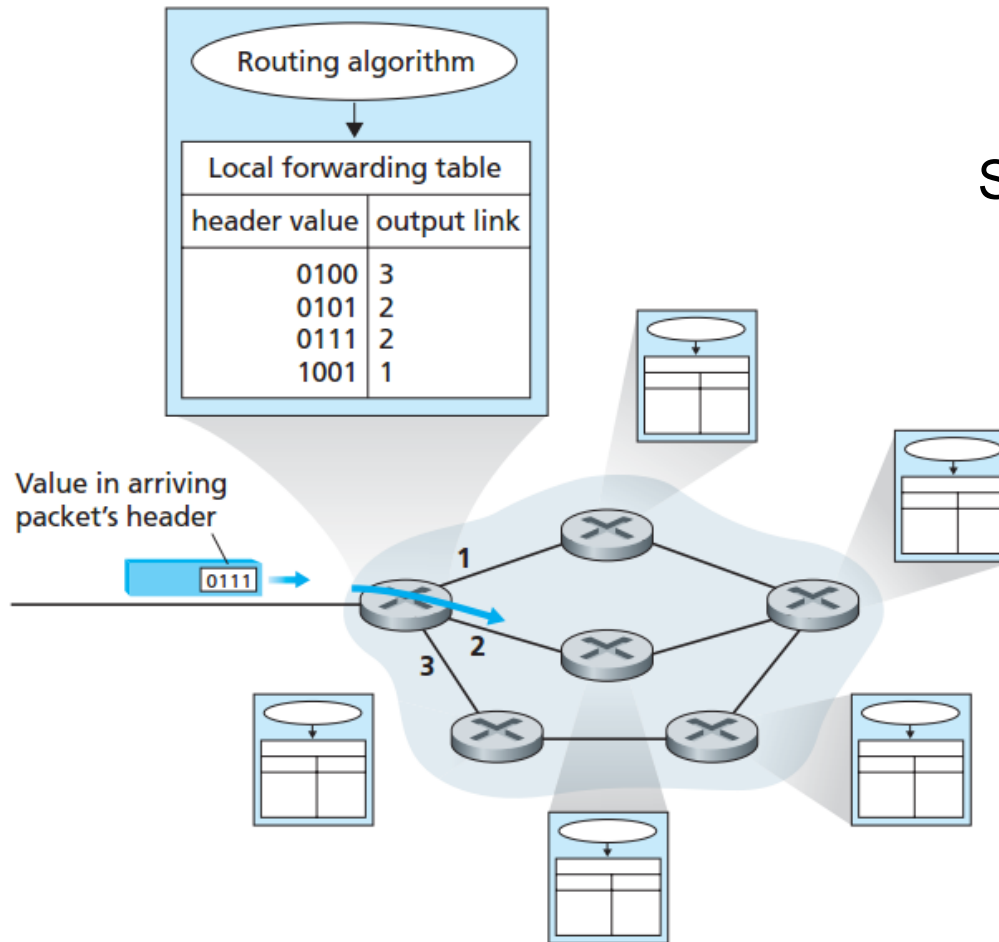 Routing algorithm
Local forwarding table
header value output link
0100 3
0101 2
0111 2
1001 1
S
Value in arriving
packet's header
0111
1
2
3